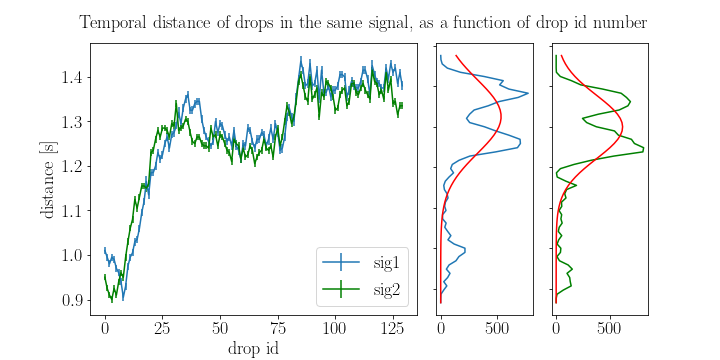 Temporal distance of drops in the same signal, as a function of drop id number
distance [s]
1.4
1.3
1.2
1.1
1.0
0.9
sig1
sig2
0 25 50 75 100 125
drop id
0 500
0 500